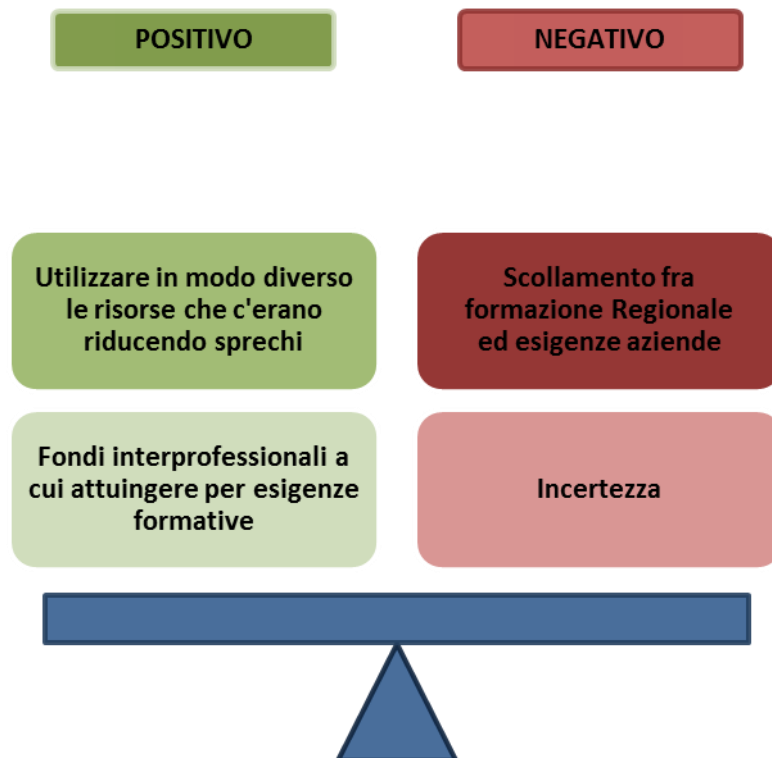 POSITIVO
NEGATIVO
Utilizzare in modo diverso
le risorse che c'erano
riducendo sprechi
Scollamento fra
formazione Regionale
ed esigenze aziende
Fondi interprofessionali a
cui attuingere per esigenze
formative
Incertezza